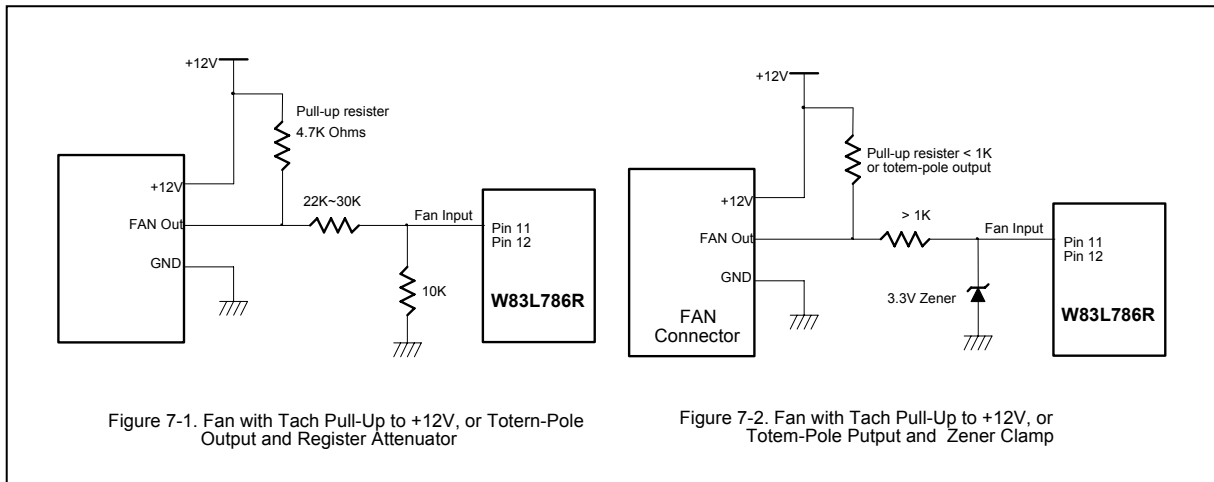 +12V
Pull-up resister
4.7K Ohms
+12V
22K~30K
FAN Out
Fan Input
Pin 11
Pin 12
GND
10K
W83L786R
Figure 7-1. Fan with Tach Pull-Up to +12V, or Totern-Pole
Output and Register Attenuator
+12V
Pull-up resister < 1K
or totem-pole output
+12V
> 1K
FAN Out
Fan Input
Pin 11
Pin 12
GND
3.3V Zener
FAN
Connector
W83L786R
Figure 7-2. Fan with Tach Pull-Up to +12V, or
Totem-Pole Putput and Zener Clamp